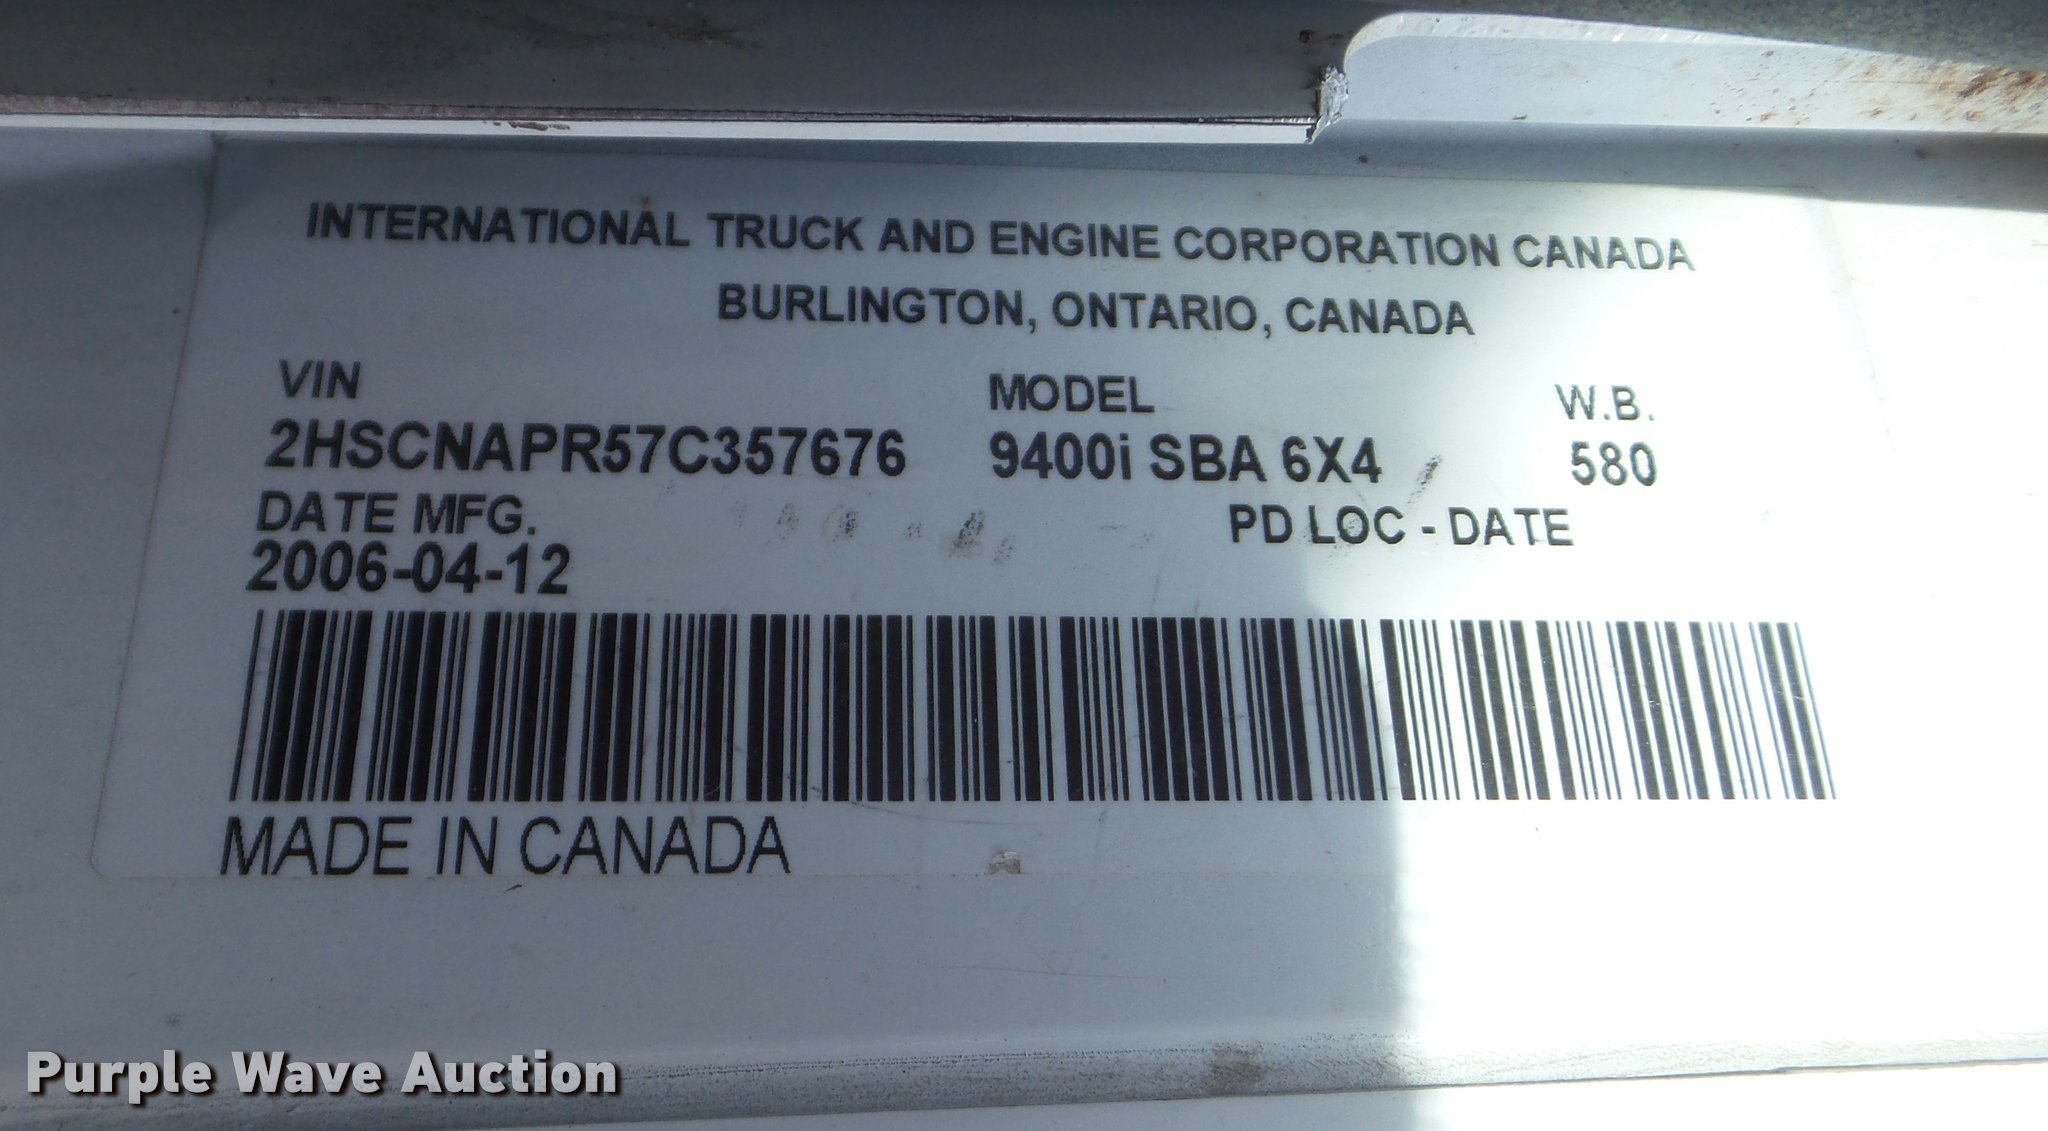 INTERNATIONAL TRUCK AND ENGINE CORPORATION CANADA
BURLINGTON, ONTARIO, CANADA
VIN MODEL W.B.
2HSCNAPR57C357676 9400i SBA 6X4 580
DATE MFG. PD LOC - DATE
2006-04-12
MADE IN CANADA
Purple Wave Auction